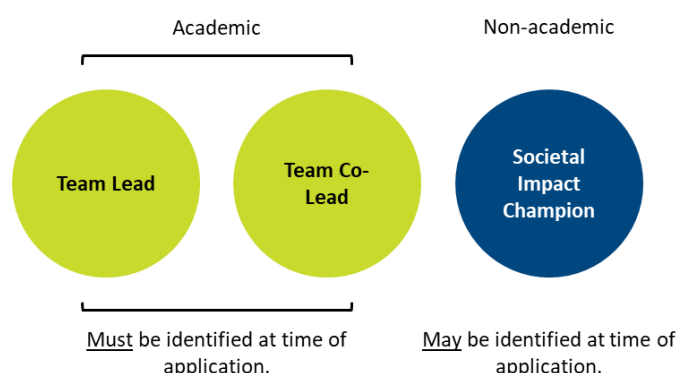 Academic
Non-academic
Team Lead
Team Co-
Lead
Societal
Impact
Champion
Must be identified at time of
application.
May be identified at time of
application.